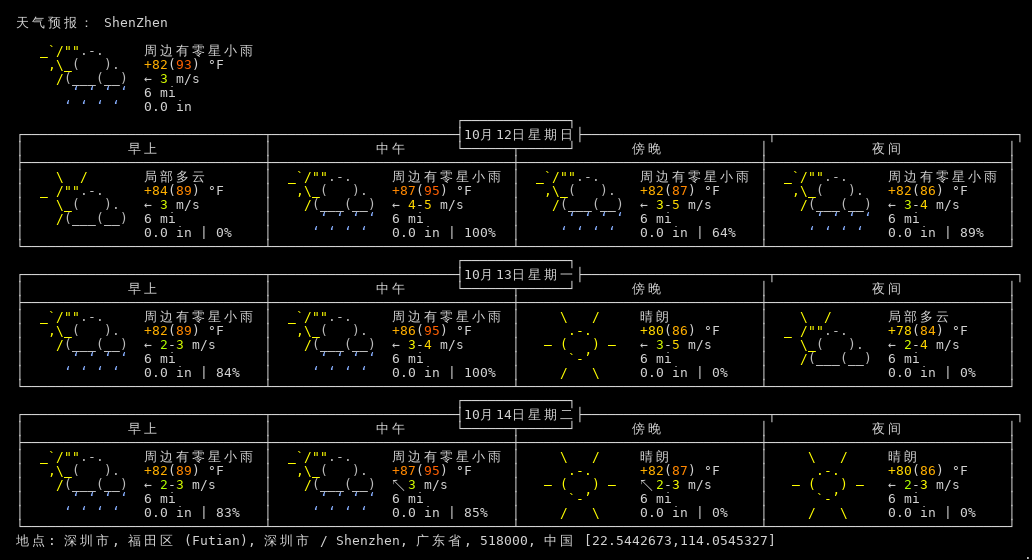 天气预报： ShenZhen
周边有零星小雨
+82(93) °F
← 3 m/s
6 mi
0.0 in
10月12日星期日
早上 中午 傍晚 夜间
局部多云 周边有零星小雨 周边有零星小雨 周边有零星小雨
+84(89) °F +87(95) °F +82(87) °F +82(86) °F
← 3 m/s ← 4-5 m/s ← 3-5 m/s ← 3-4 m/s
6 mi 6 mi 6 mi 6 mi
0.0 in | 0% 0.0 in | 100% 0.0 in | 64% 0.0 in | 89%
10月13日星期一
早上 中午 傍晚 夜间
周边有零星小雨 周边有零星小雨 晴朗 局部多云
+82(89) °F +86(95) °F +80(86) °F +78(84) °F
← 2-3 m/s ← 3-4 m/s ← 3-5 m/s ← 2-4 m/s
6 mi 6 mi 6 mi 6 mi
0.0 in | 84% 0.0 in | 100% 0.0 in | 0% 0.0 in | 0%
10月14日星期二
早上 中午 傍晚 夜间
周边有零星小雨 周边有零星小雨 晴朗 晴朗
+82(89) °F +87(95) °F +82(87) °F +80(86) °F
← 2-3 m/s ↖ 3 m/s ↖ 2-3 m/s ← 2-3 m/s
6 mi 6 mi 6 mi 6 mi
0.0 in | 83% 0.0 in | 85% 0.0 in | 0% 0.0 in | 0%
地点: 深圳市, 福田区 (Futian), 深圳市 / Shenzhen, 广东省, 518000, 中国 [22.5442673,114.0545327]